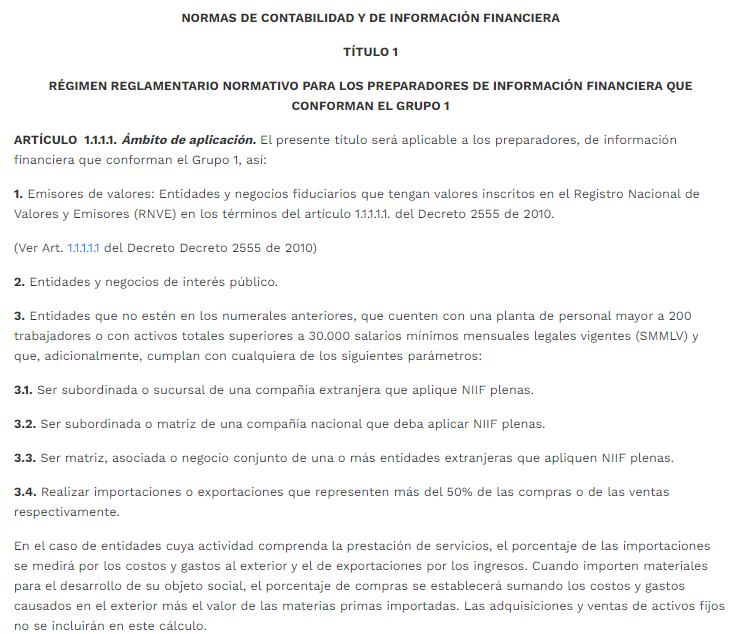 NORMAS DE CONTABILIDAD Y DE INFORMACIÓN FINANCIERA
TÍTULO 1
RÉGIMEN REGLAMENTARIO NORMATIVO PARA LOS PREPARADORES DE INFORMACIÓN FINANCIERA QUE
CONFORMAN EL GRUPO 1
ARTÍCULO 1.1.1.1. Ámbito de aplicación. El presente título será aplicable a los preparadores, de información
financiera que conforman el Grupo 1, así:
1. Emisores de valores: Entidades y negocios fiduciarios que tengan valores inscritos en el Registro Nacional de
Valores y Emisores (RNVE) en los términos del artículo 1.1.1.1.1. del Decreto 2555 de 2010.
(Ver Art. 1.1.1.1.1 del Decreto Decreto 2555 de 2010)
2. Entidades y negocios de interés público.
3. Entidades que no estén en los numerales anteriores, que cuenten con una planta de personal mayor a 200
trabajadores o con activos totales superiores a 30.000 salarios mínimos mensuales legales vigentes (SMMLV) y
que, adicionalmente, cumplan con cualquiera de los siguientes parámetros:
3.1. Ser subordinada o sucursal de una compañía extranjera que aplique NIIF plenas.
3.2. Ser subordinada o matriz de una compañía nacional que deba aplicar NIIF plenas.
3.3. Ser matriz, asociada o negocio conjunto de una o más entidades extranjeras que apliquen NIIF plenas.
3.4. Realizar importaciones o exportaciones que representen más del 50% de las compras o de las ventas
respectivamente.
En el caso de entidades cuya actividad comprenda la prestación de servicios, el porcentaje de las importaciones
se medirá por los costos y gastos al exterior y el de exportaciones por los ingresos. Cuando importen materiales
para el desarrollo de su objeto social, el porcentaje de compras se establecerá sumando los costos y gastos
causados en el exterior más el valor de las materias primas importadas. Las adquisiciones y ventas de activos fijos
no se incluirán en este cálculo.